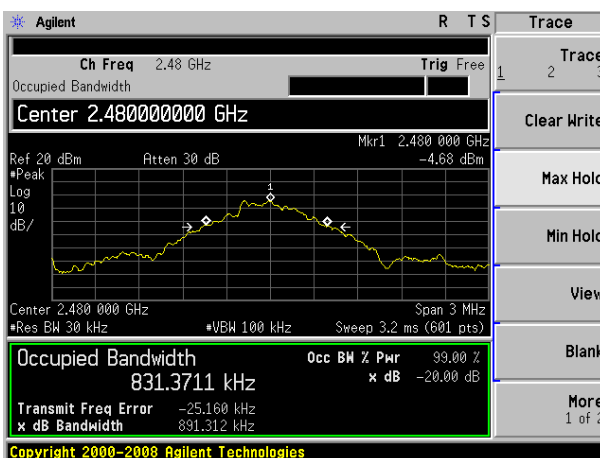 Agilent R T S Trace
Ch Freq 2.48 GHz Trig Free
Occupied Bandwidth
Center 2.480000000 GHz
Mkr1 2.480 000 GHz
Ref 20 dBm Atten 30 dB -4.68 dBm
#Peak
Log
10
dB/
1
Center 2.480 000 GHz Span 3 MHz
#Res BW 30 kHz #VBW 100 kHz Sweep 3.2 ms (601 pts)
Occupied Bandwidth
831.3711 kHz
Occ BW % Pwr 99.00 %
x dB -20.00 dB
Transmit Freq Error -25.160 kHz
x dB Bandwidth 891.312 kHz
Copyright 2000-2008 Agilent Technologies
Trace
1 2 3
Clear Write
Max Hold
Min Hold
View
Blank
More
1 of 2